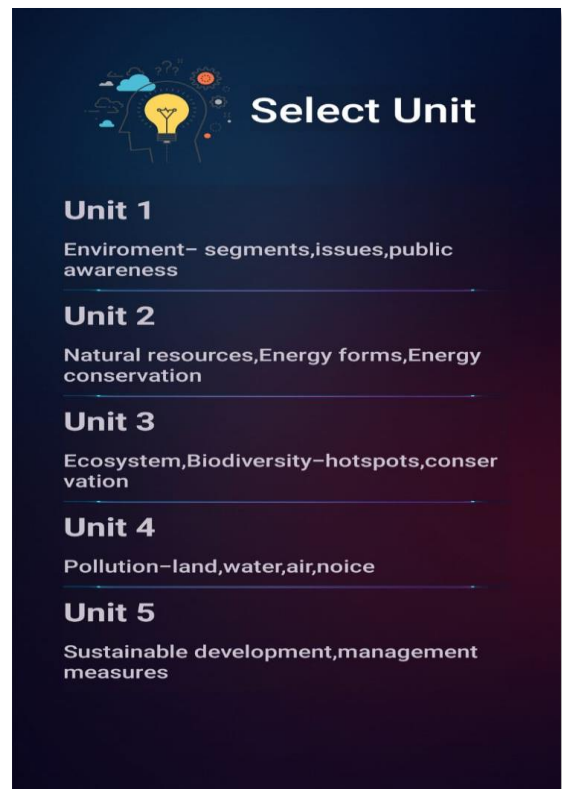 ???
Select Unit
Unit 1
Enviroment– segments,issues,public
awareness
Unit 2
Natural resources,Energy forms,Energy
conservation
Unit 3
Ecosystem,Biodiversity–hotspots,conser
vation
Unit 4
Pollution–land,water,air,noice
Unit 5
Sustainable development,management
measures